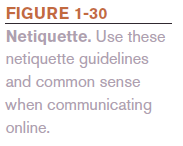 FIGURE 1-30
Netiquette. Use these
netiquette guidelines
and common sense
when communicating
online.